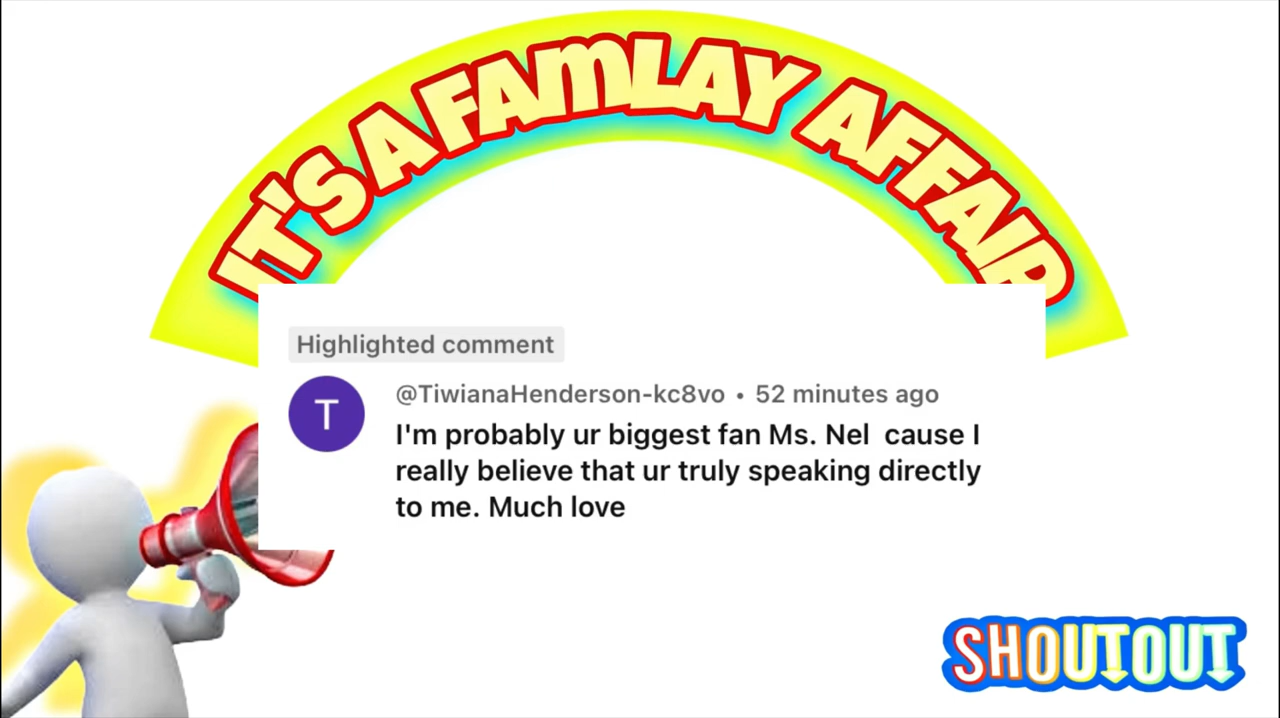 IT'S A FAMLAY AFFAIR
Highlighted comment
T
@TiwianaHenderson-kc8vo • 52 minutes ago
I'm probably ur biggest fan Ms. Nel  cause I
really believe that ur truly speaking directly
to me. Much love
SHOUTOUT